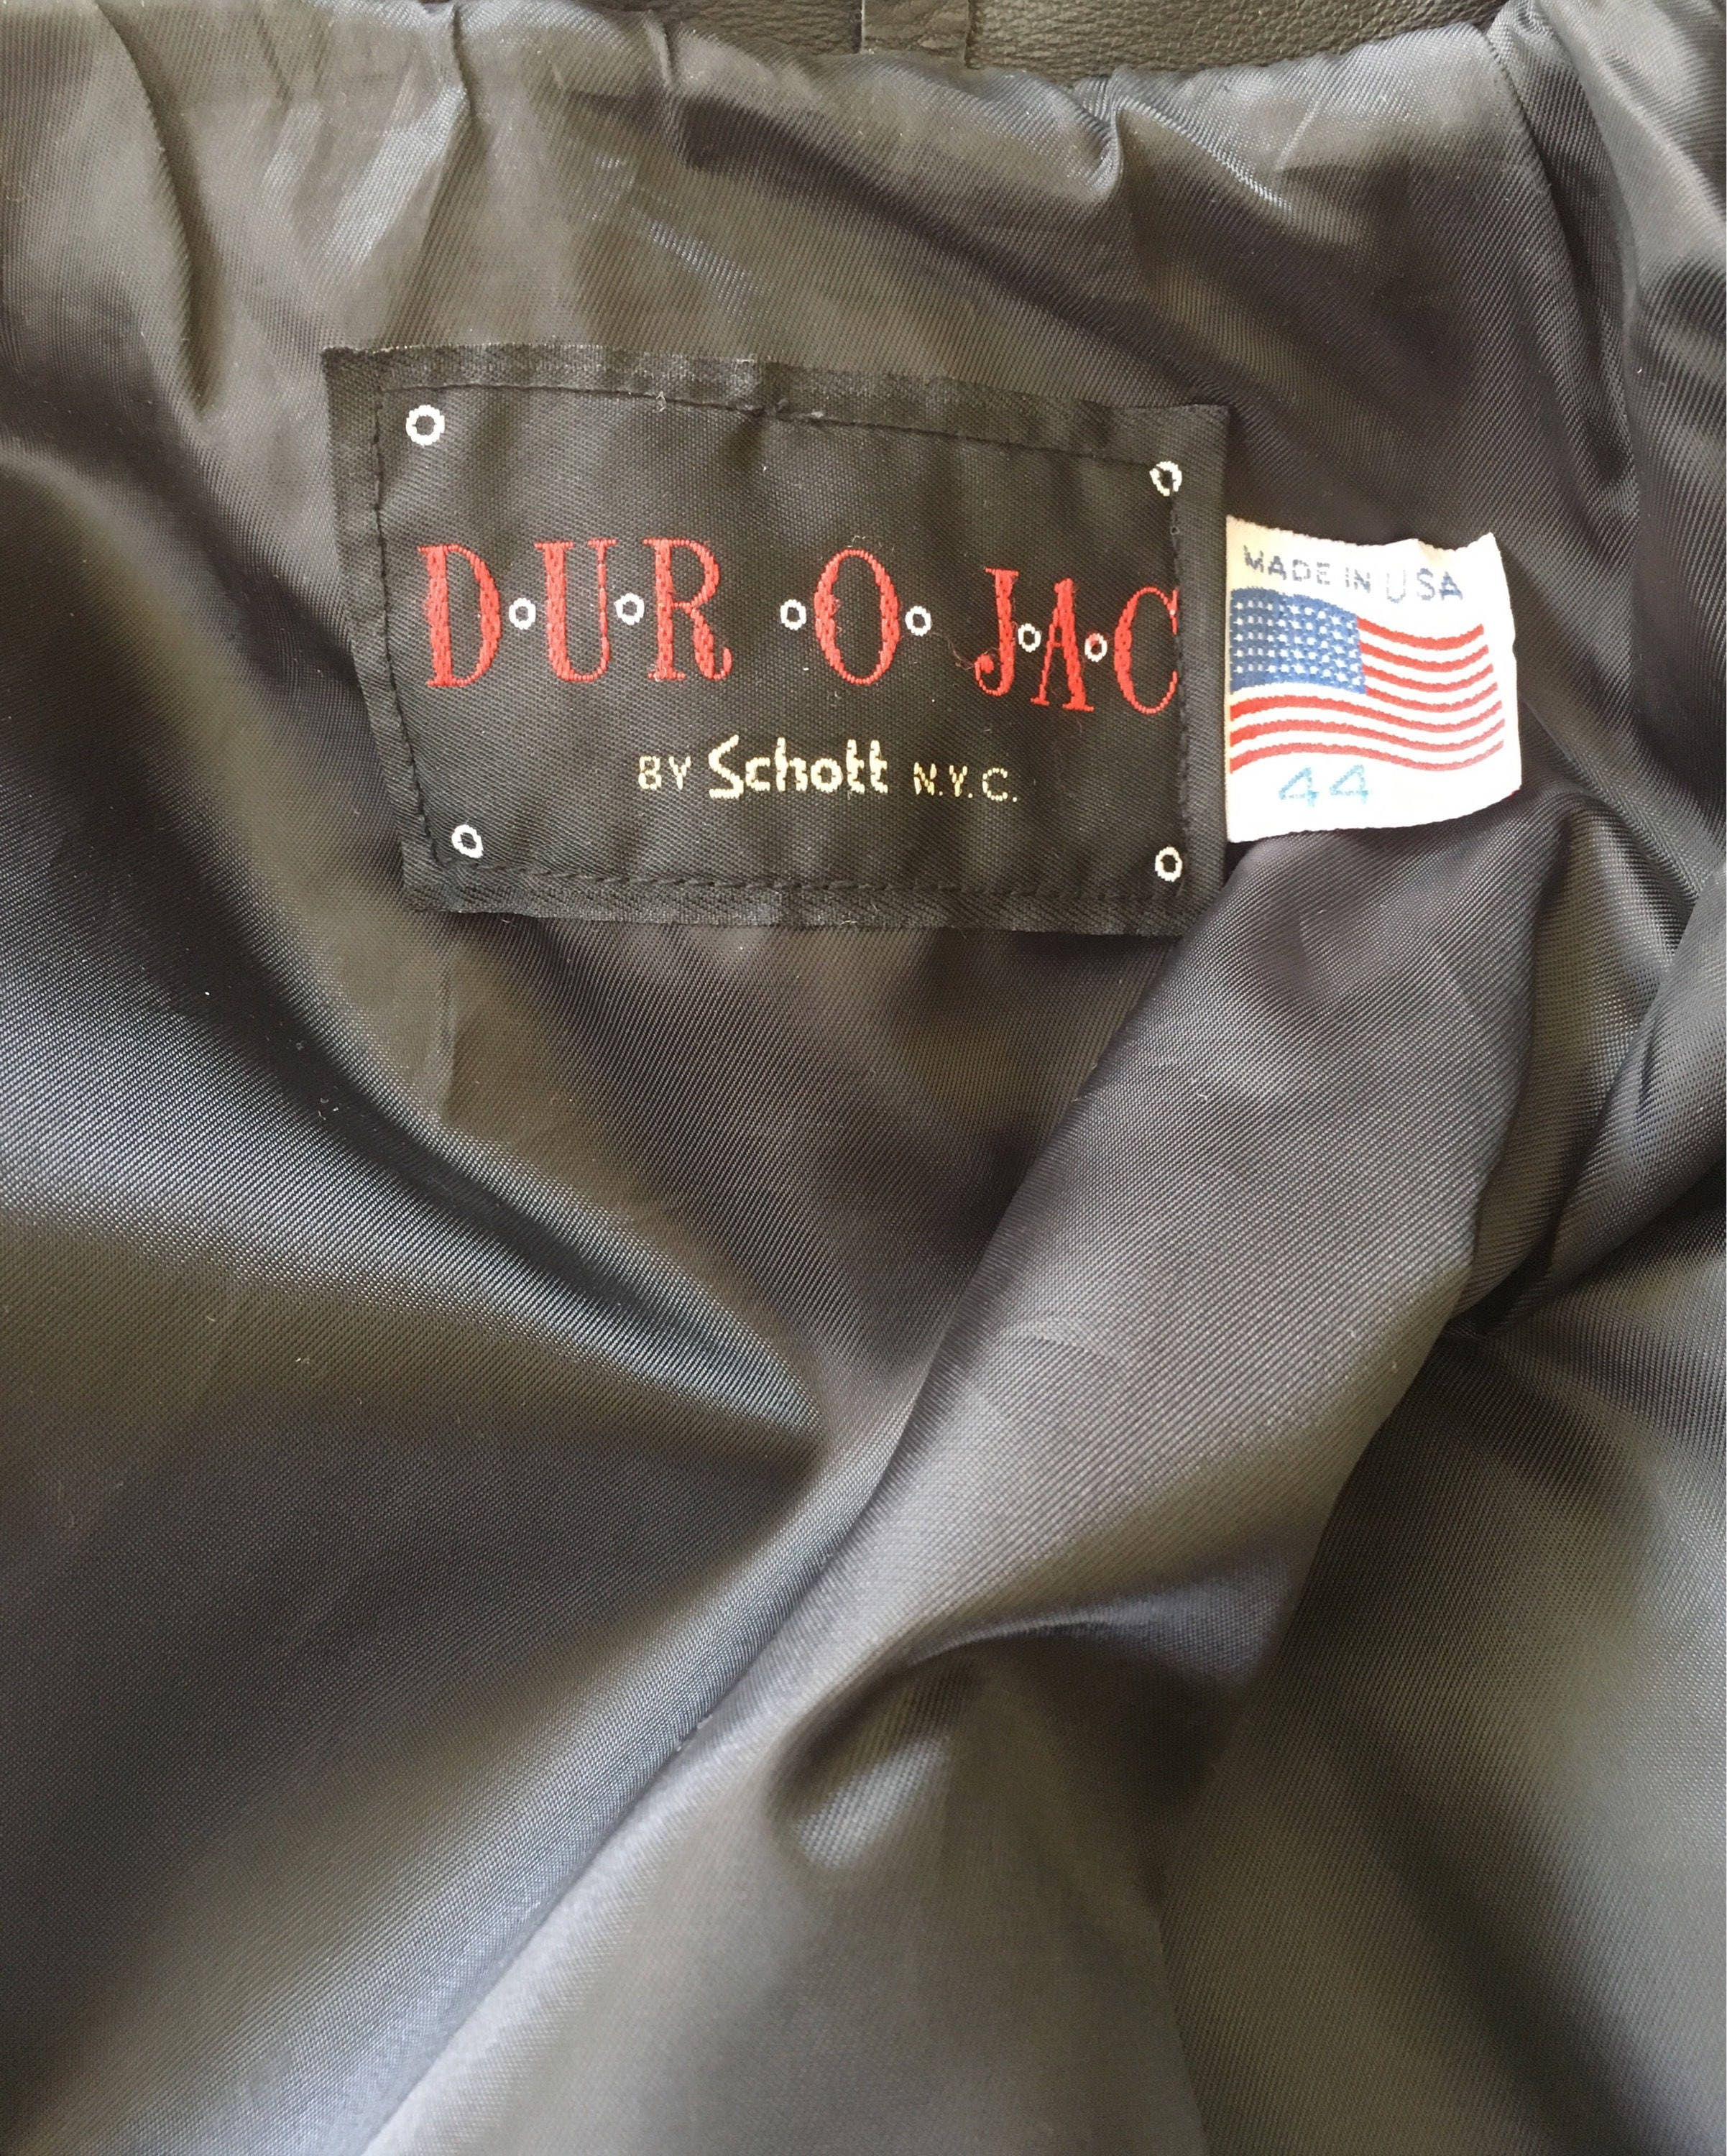 D•U•R •O• J•A•C
BY Schott N.Y.C.
MADE IN USA
44